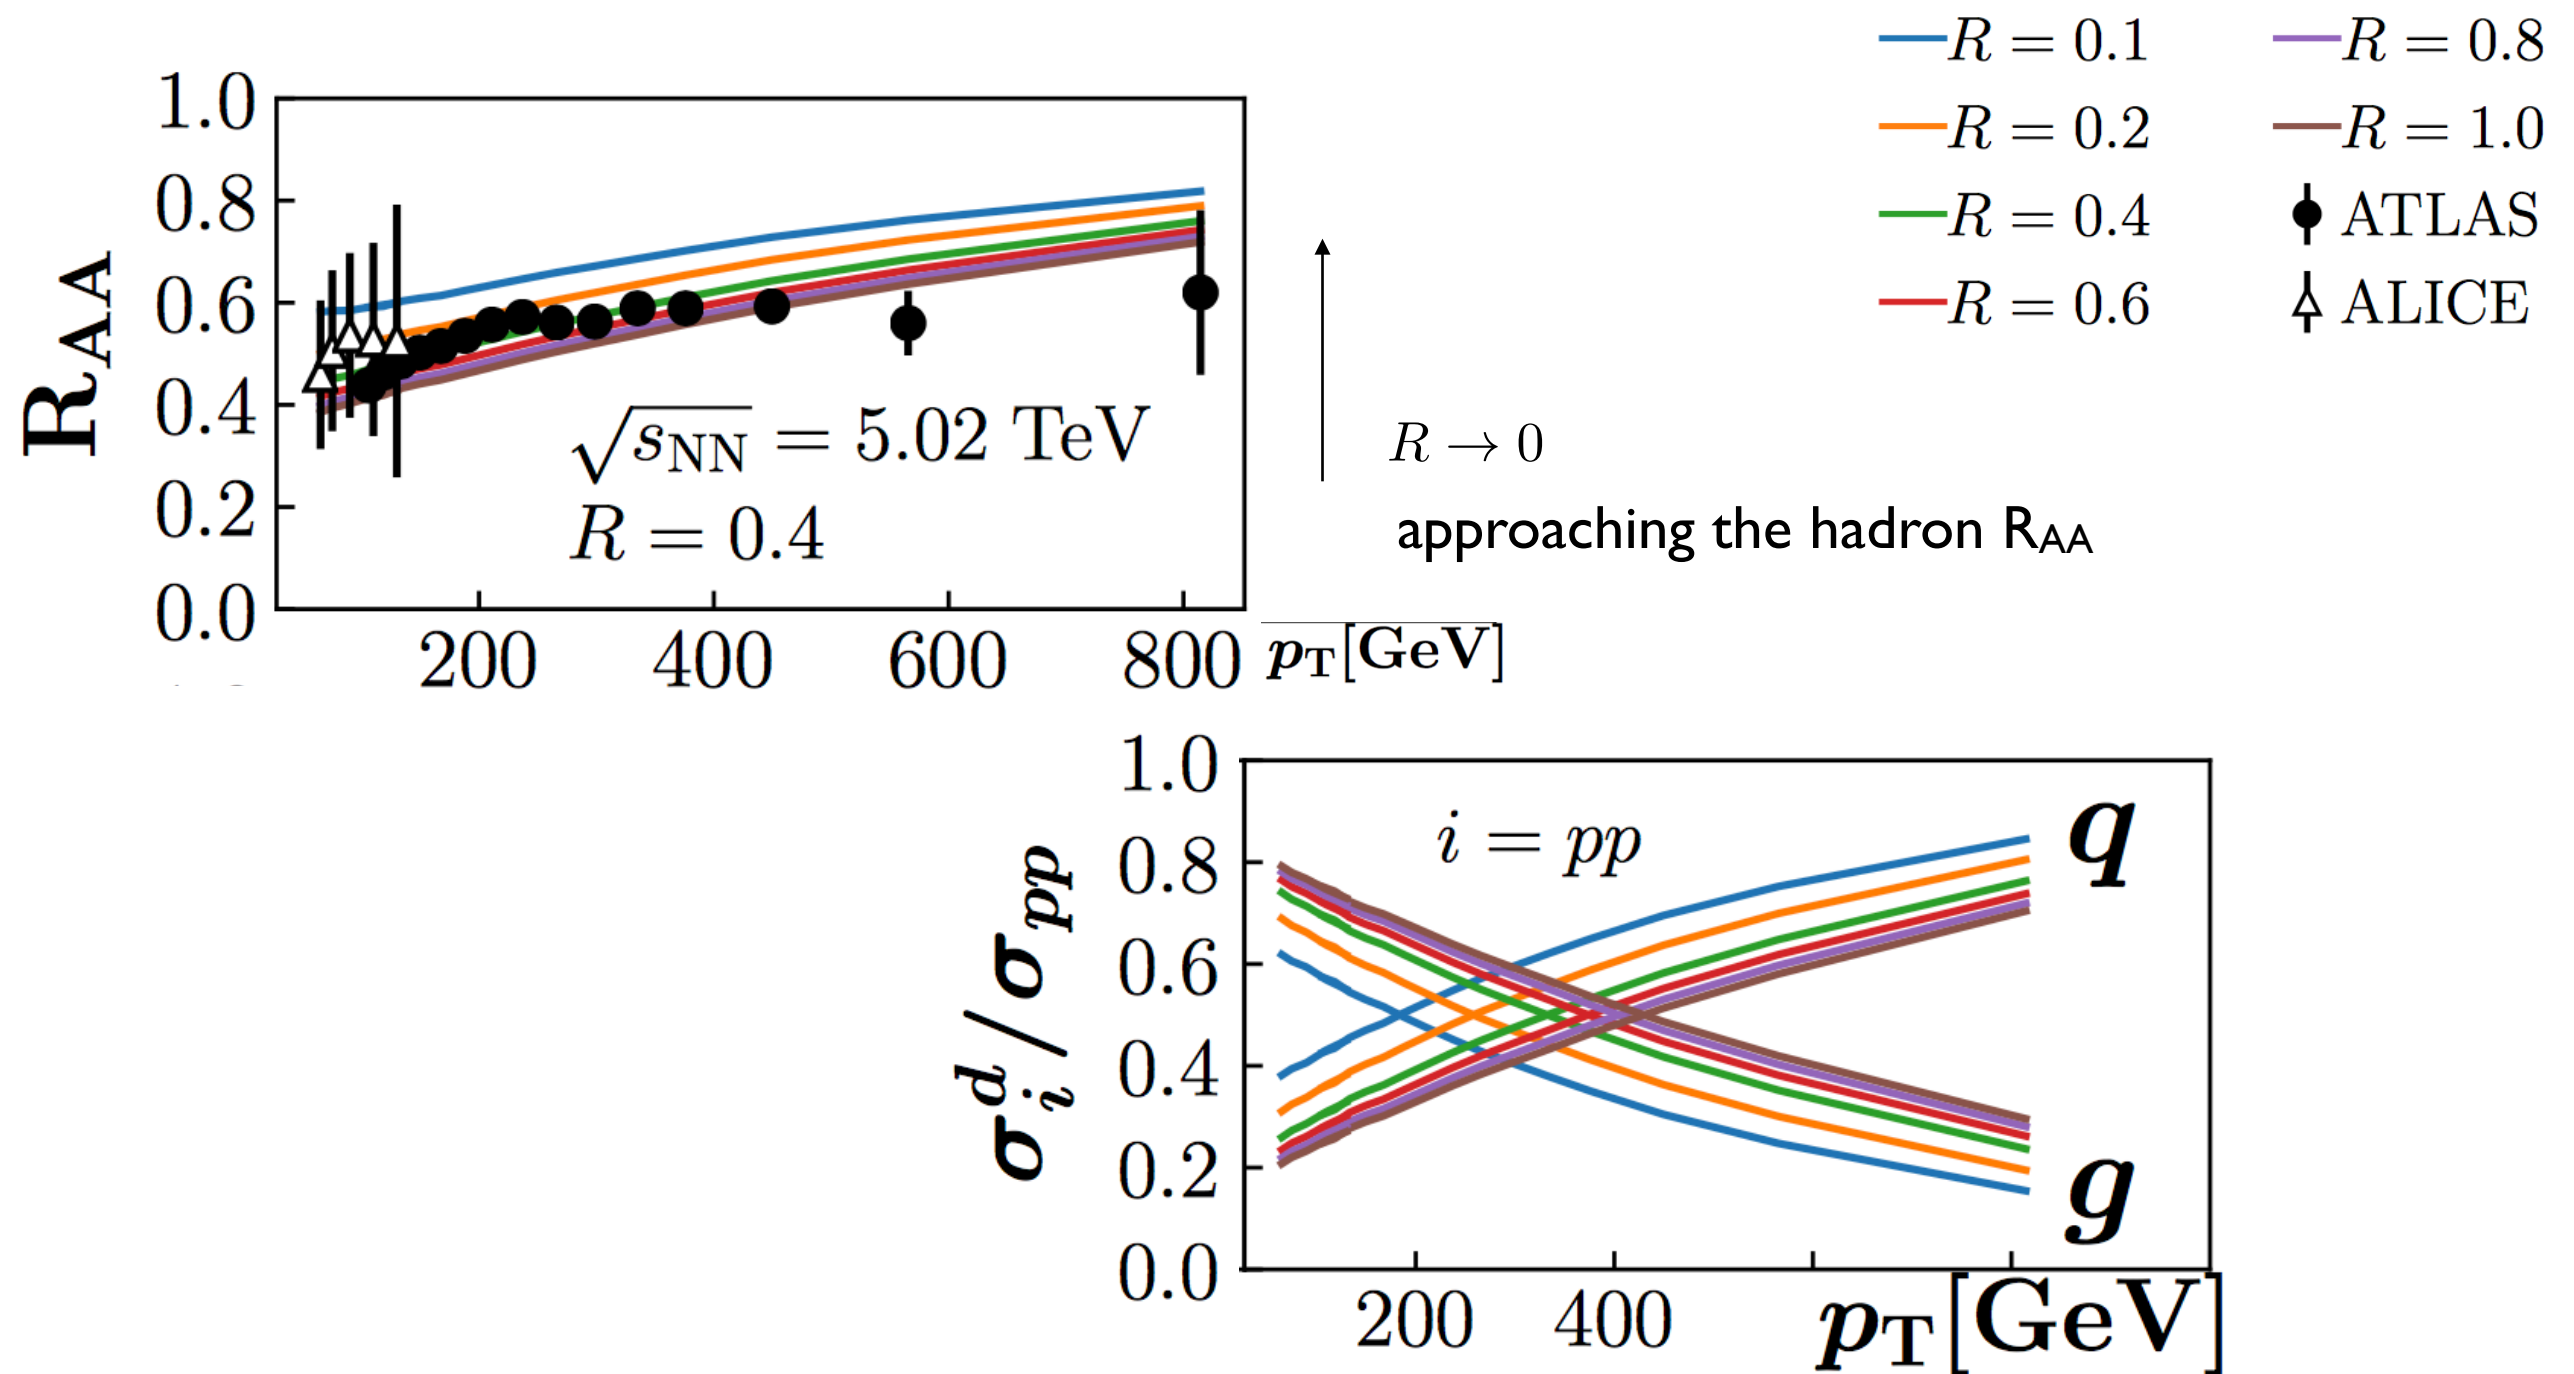 R = 0.1
R = 0.2
R = 0.4
R = 0.6
R = 0.8
R = 1.0
ATLAS
ALICE
R_AA
1.0
0.8
0.6
0.4
0.2
0.0
√s_NN = 5.02 TeV
R = 0.4
200 400 600 800 p_T[GeV]
R → 0
approaching the hadron R_AA
σ_i^d/σ_pp
1.0
0.8
0.6
0.4
0.2
0.0
i = pp
q
g
200 400 p_T[GeV]